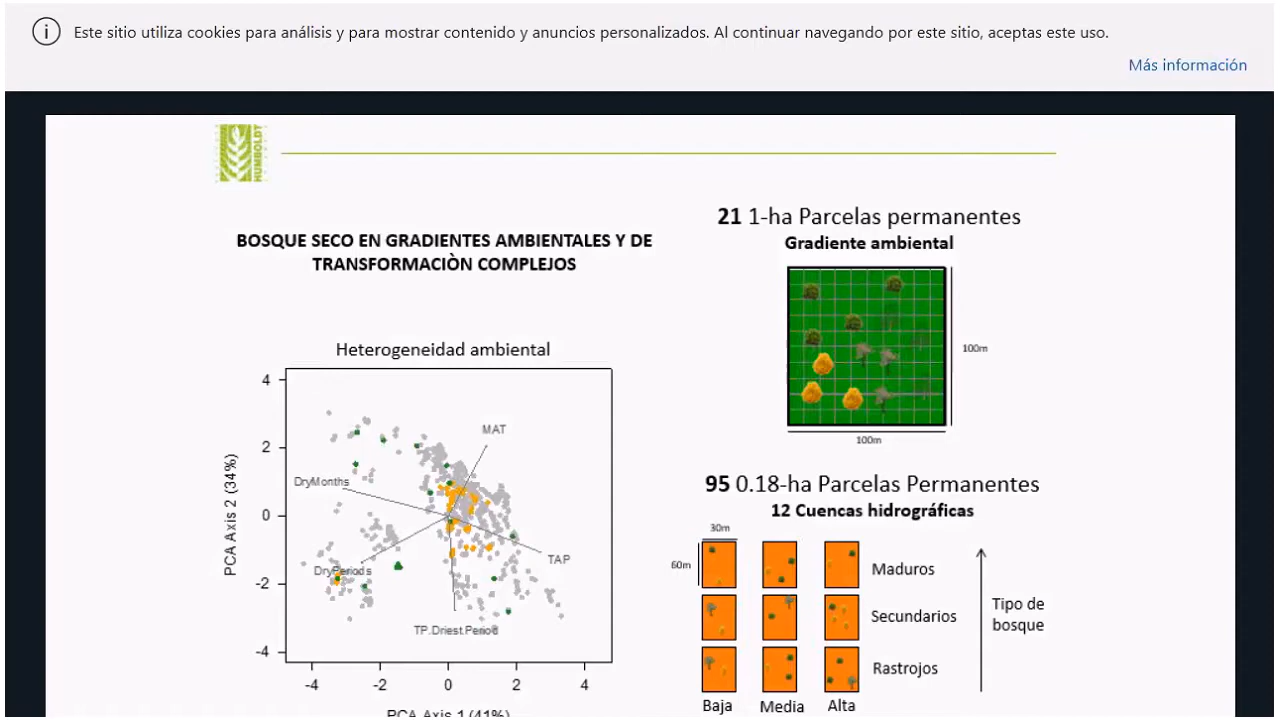 Este sitio utiliza cookies para análisis y para mostrar contenido y anuncios personalizados. Al continuar navegando por este sitio, aceptas este uso.
Más información
HUMBOLDT
BOSQUE SECO EN GRADIENTES AMBIENTALES Y DE
TRANSFORMACIÒN COMPLEJOS
Heterogeneidad ambiental
4
2
0
-2
-4
PCA Axis 2 (34%)
MAT
DryMonths
TAP
DryPeriods
TP.Driest.Period
-4 -2 0 2 4
PCA Axis 1 (41%)
21 1-ha Parcelas permanentes
Gradiente ambiental
100m
100m
95 0.18-ha Parcelas Permanentes
12 Cuencas hidrográficas
30m
60m
Maduros
Secundarios
Rastrojos
Tipo de
bosque
Baja Media Alta